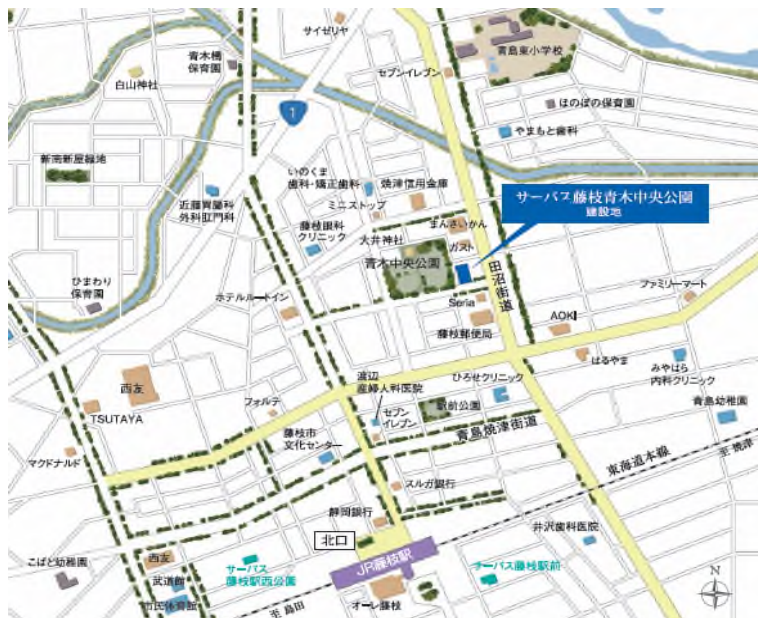 サイゼリヤ
青木橋
保育園
白山神社
1
セブンイレブン
青島東小学校
ほのぼの保育園
やまもと歯科
新南新屋緑地
近藤胃腸科
外科肛門科
いのくま
歯科・矯正歯科
焼津信用金庫
ミニストップ
藤枝眼科
クリニック
大井神社
まんさいかん
ガスト
サーパス藤枝青木中央公園
建設地
青木中央公園
田沼街道
ひまわり
保育園
ホテルルートイン
Seria
藤枝郵便局
ファミリーマート
AOKI
はるやま
みやはら
内科クリニック
西友
TSUTAYA
フォルテ
渡辺
産婦人科医院
ひろせクリニック
セブン
イレブン
駅前公園
青島幼稚園
藤枝市
文化センター
青島焼津街道
マクドナルド
東海道本線
至 焼津
スルガ銀行
静岡銀行
北口
井沢歯科医院
こばと幼稚園
西友
武道館
市民体育館
サーパス
藤枝駅西公園
JR藤枝駅
サーパス藤枝駅前
至 島田
オーレ藤枝
N